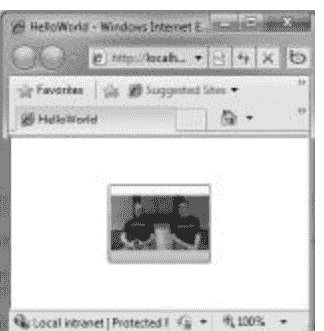 HelloWorld - Windows Internet E
http://localh...
Favorites Suggested Sites
HelloWorld
Local intranet | Protected 100%